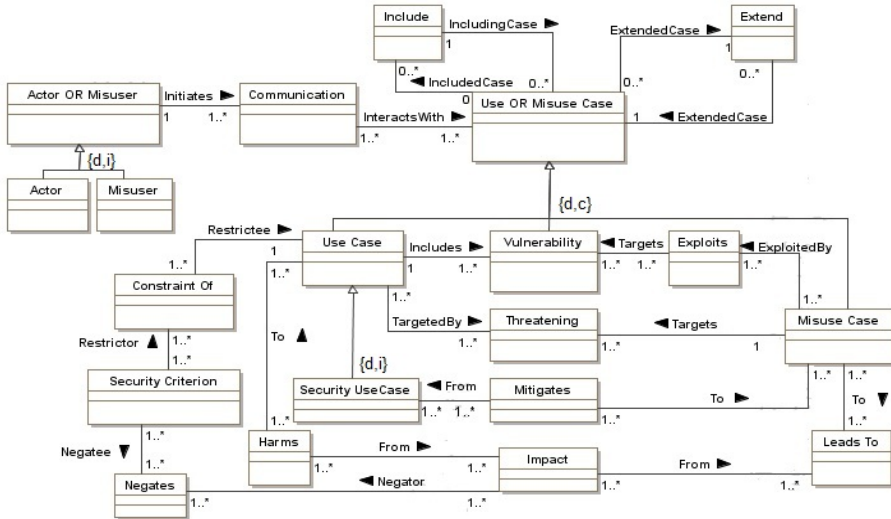 Include
IncludingCase
Extend
ExtendedCase
1
1
0..*
IncludedCase
0..*
0..*
0..*
0
Actor OR Misuser
Initiates
Communication
Use OR Misuse Case
1
1..*
InteractsWith
1
ExtendedCase
1..*
1..*
{d,i}
Actor
Misuser
{d,c}
Restrictee
Use Case
Includes
Vulnerability
Targets
Exploits
ExploitedBy
1
1..*
1..*
1
1..*
1..*
1..*
1..*
Constraint Of
1..*
1..*
TargetedBy
Threatening
Targets
Misuse Case
Restrictor
1..*
To
1..*
1..*
1
1..*
{d,i}
Security Criterion
Security UseCase
From
Mitigates
1..*
1..*
To
To
1..*
1..*
1..*
1..*
1..*
1..*
Harms
From
Leads To
Negatee
1..*
1..*
1..*
Impact
From
Negates
Negator
1..*
1..*
1..*
1..*